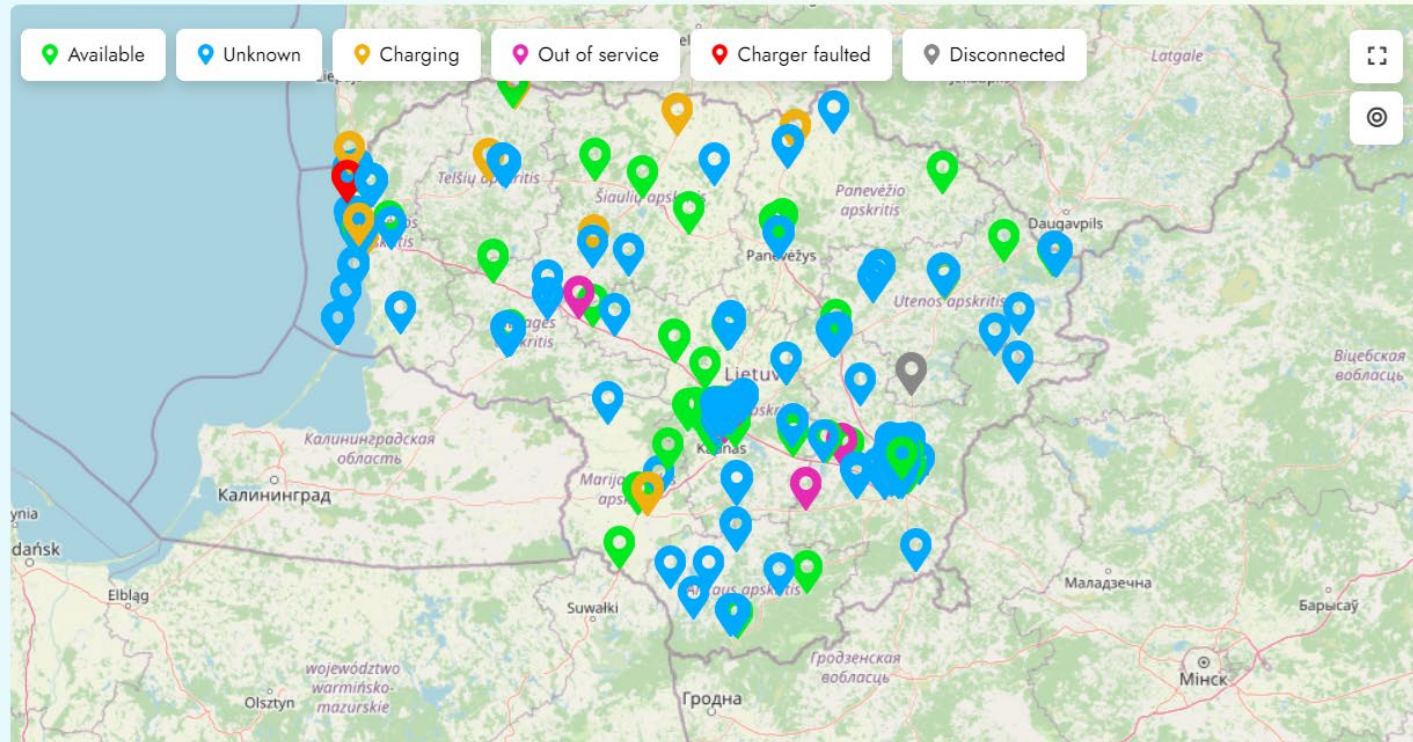 Available
Unknown
Charging
Out of service
Charger faulted
Disconnected
Latgale
Telšių apskritis
Šiaulių apskritis
Panevėžio
apskritis
Daugavpils
Panevėžys
Utenos apskritis
Віцебская
вобласць
Калининградская
область
Калининград
Kaunas
dańsk
Elbląg
Suwałki
Маладзечна
Барысаў
Гродзенская
вобласць
województwo
warmińsko-
mazurskie
Olsztyn
Гродна
Мінск